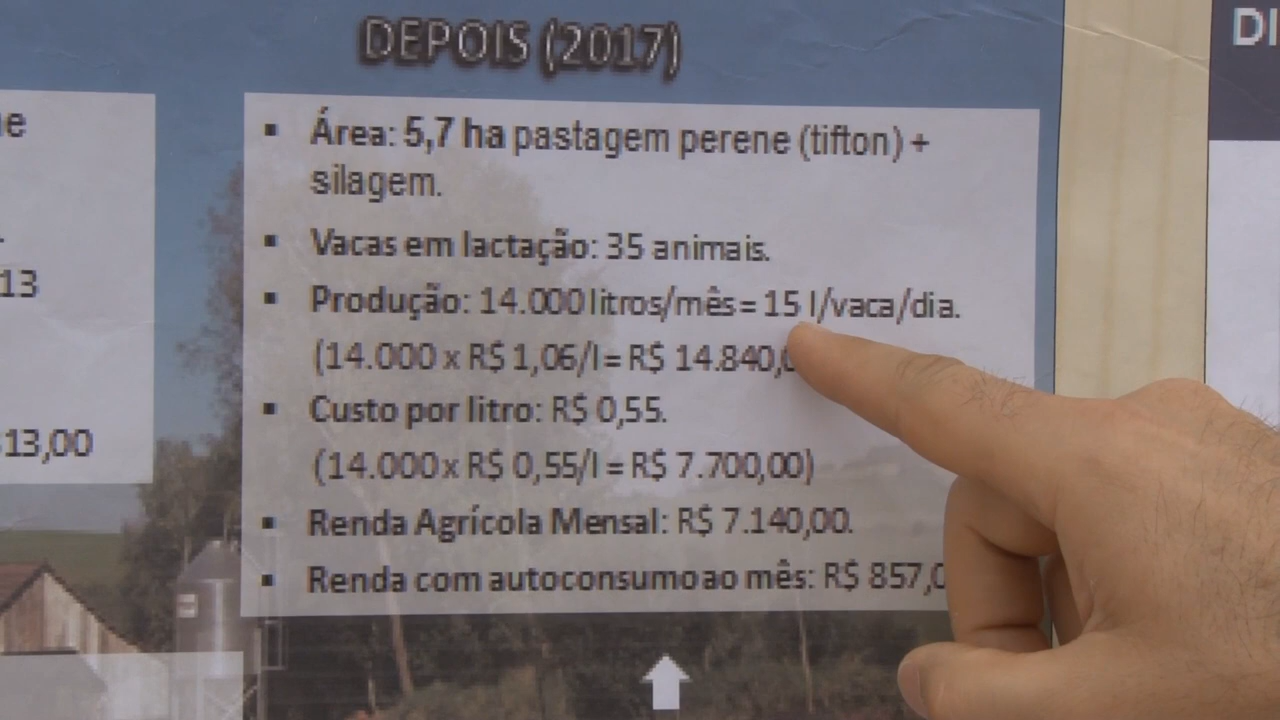 DEPOIS (2017)
DI
▪ Área: 5,7 ha pastagem perene (tifton) +
silagem.
▪ Vacas em lactação: 35 animais.
13
▪ Produção: 14.000 litros/mês= 15 l/vaca/dia.
(14.000 x R$ 1,06/l= R$ 14.840,
▪ Custo por litro: R$ 0,55.
13,00
(14.000x R$ 0,55/l = R$ 7.700,00)
▪ Renda Agrícola Mensal: R$ 7.140,00.
▪ Renda com autoconsumo ao mês: R$ 857,0